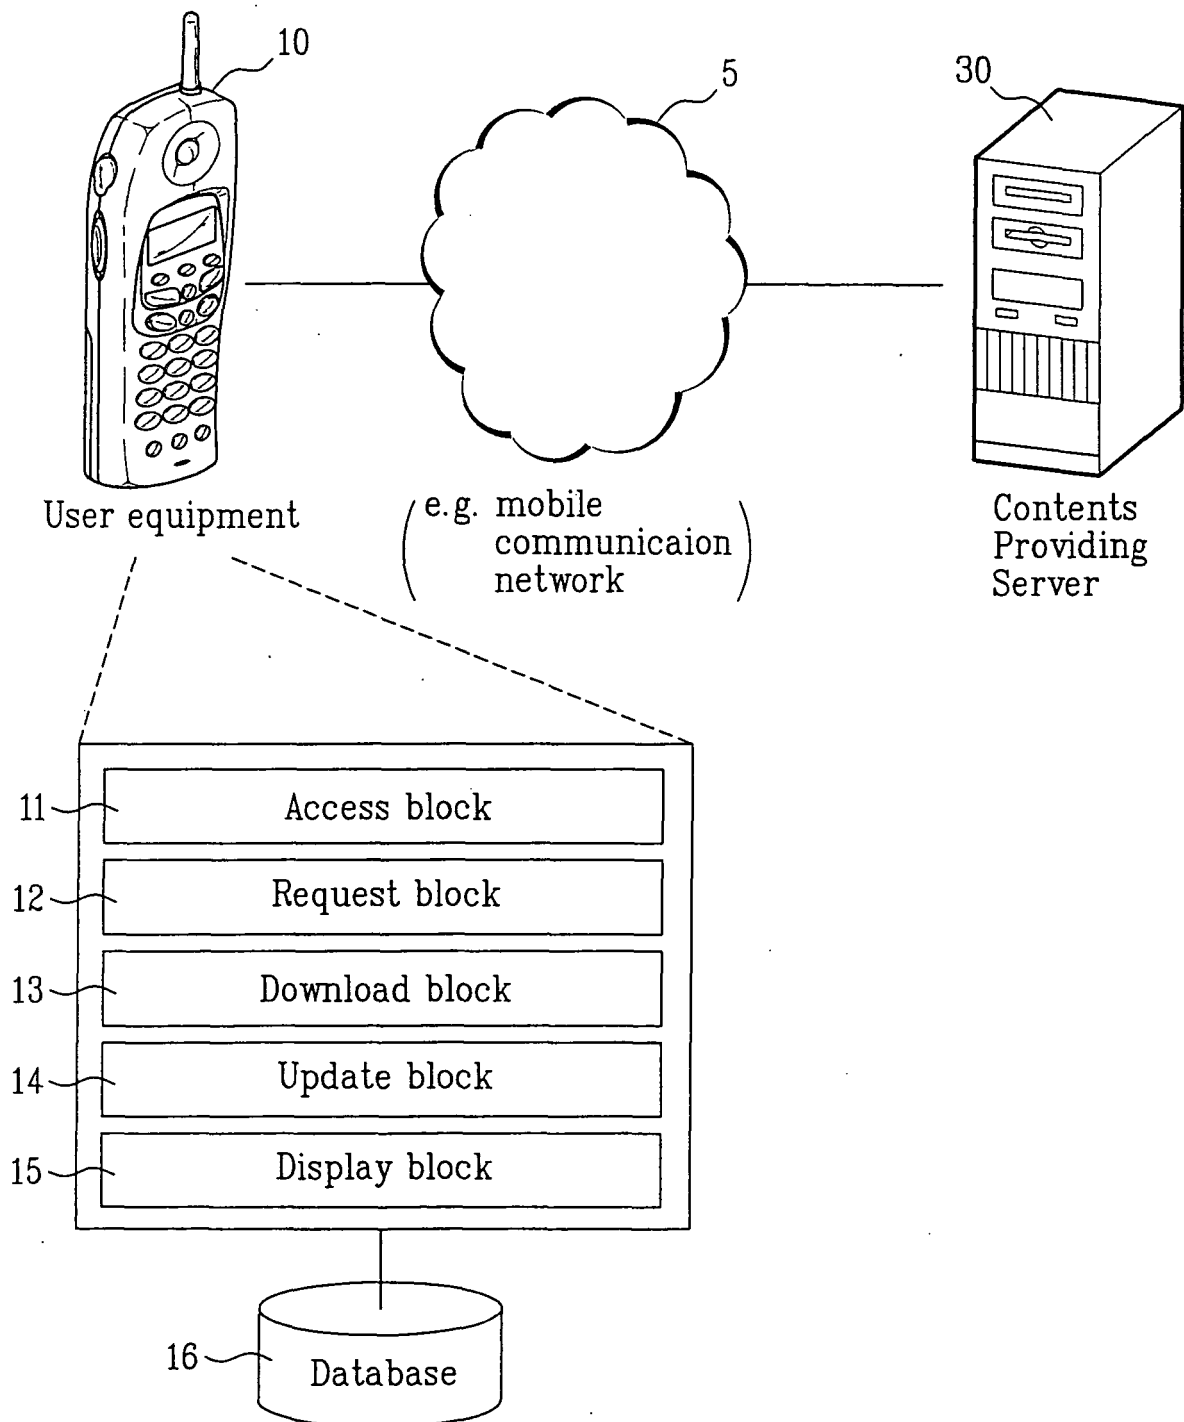 10
5
30
User equipment
e.g. mobile
communicaion
network
Contents
Providing
Server
11 Access block
12 Request block
13 Download block
14 Update block
15 Display block
16 Database